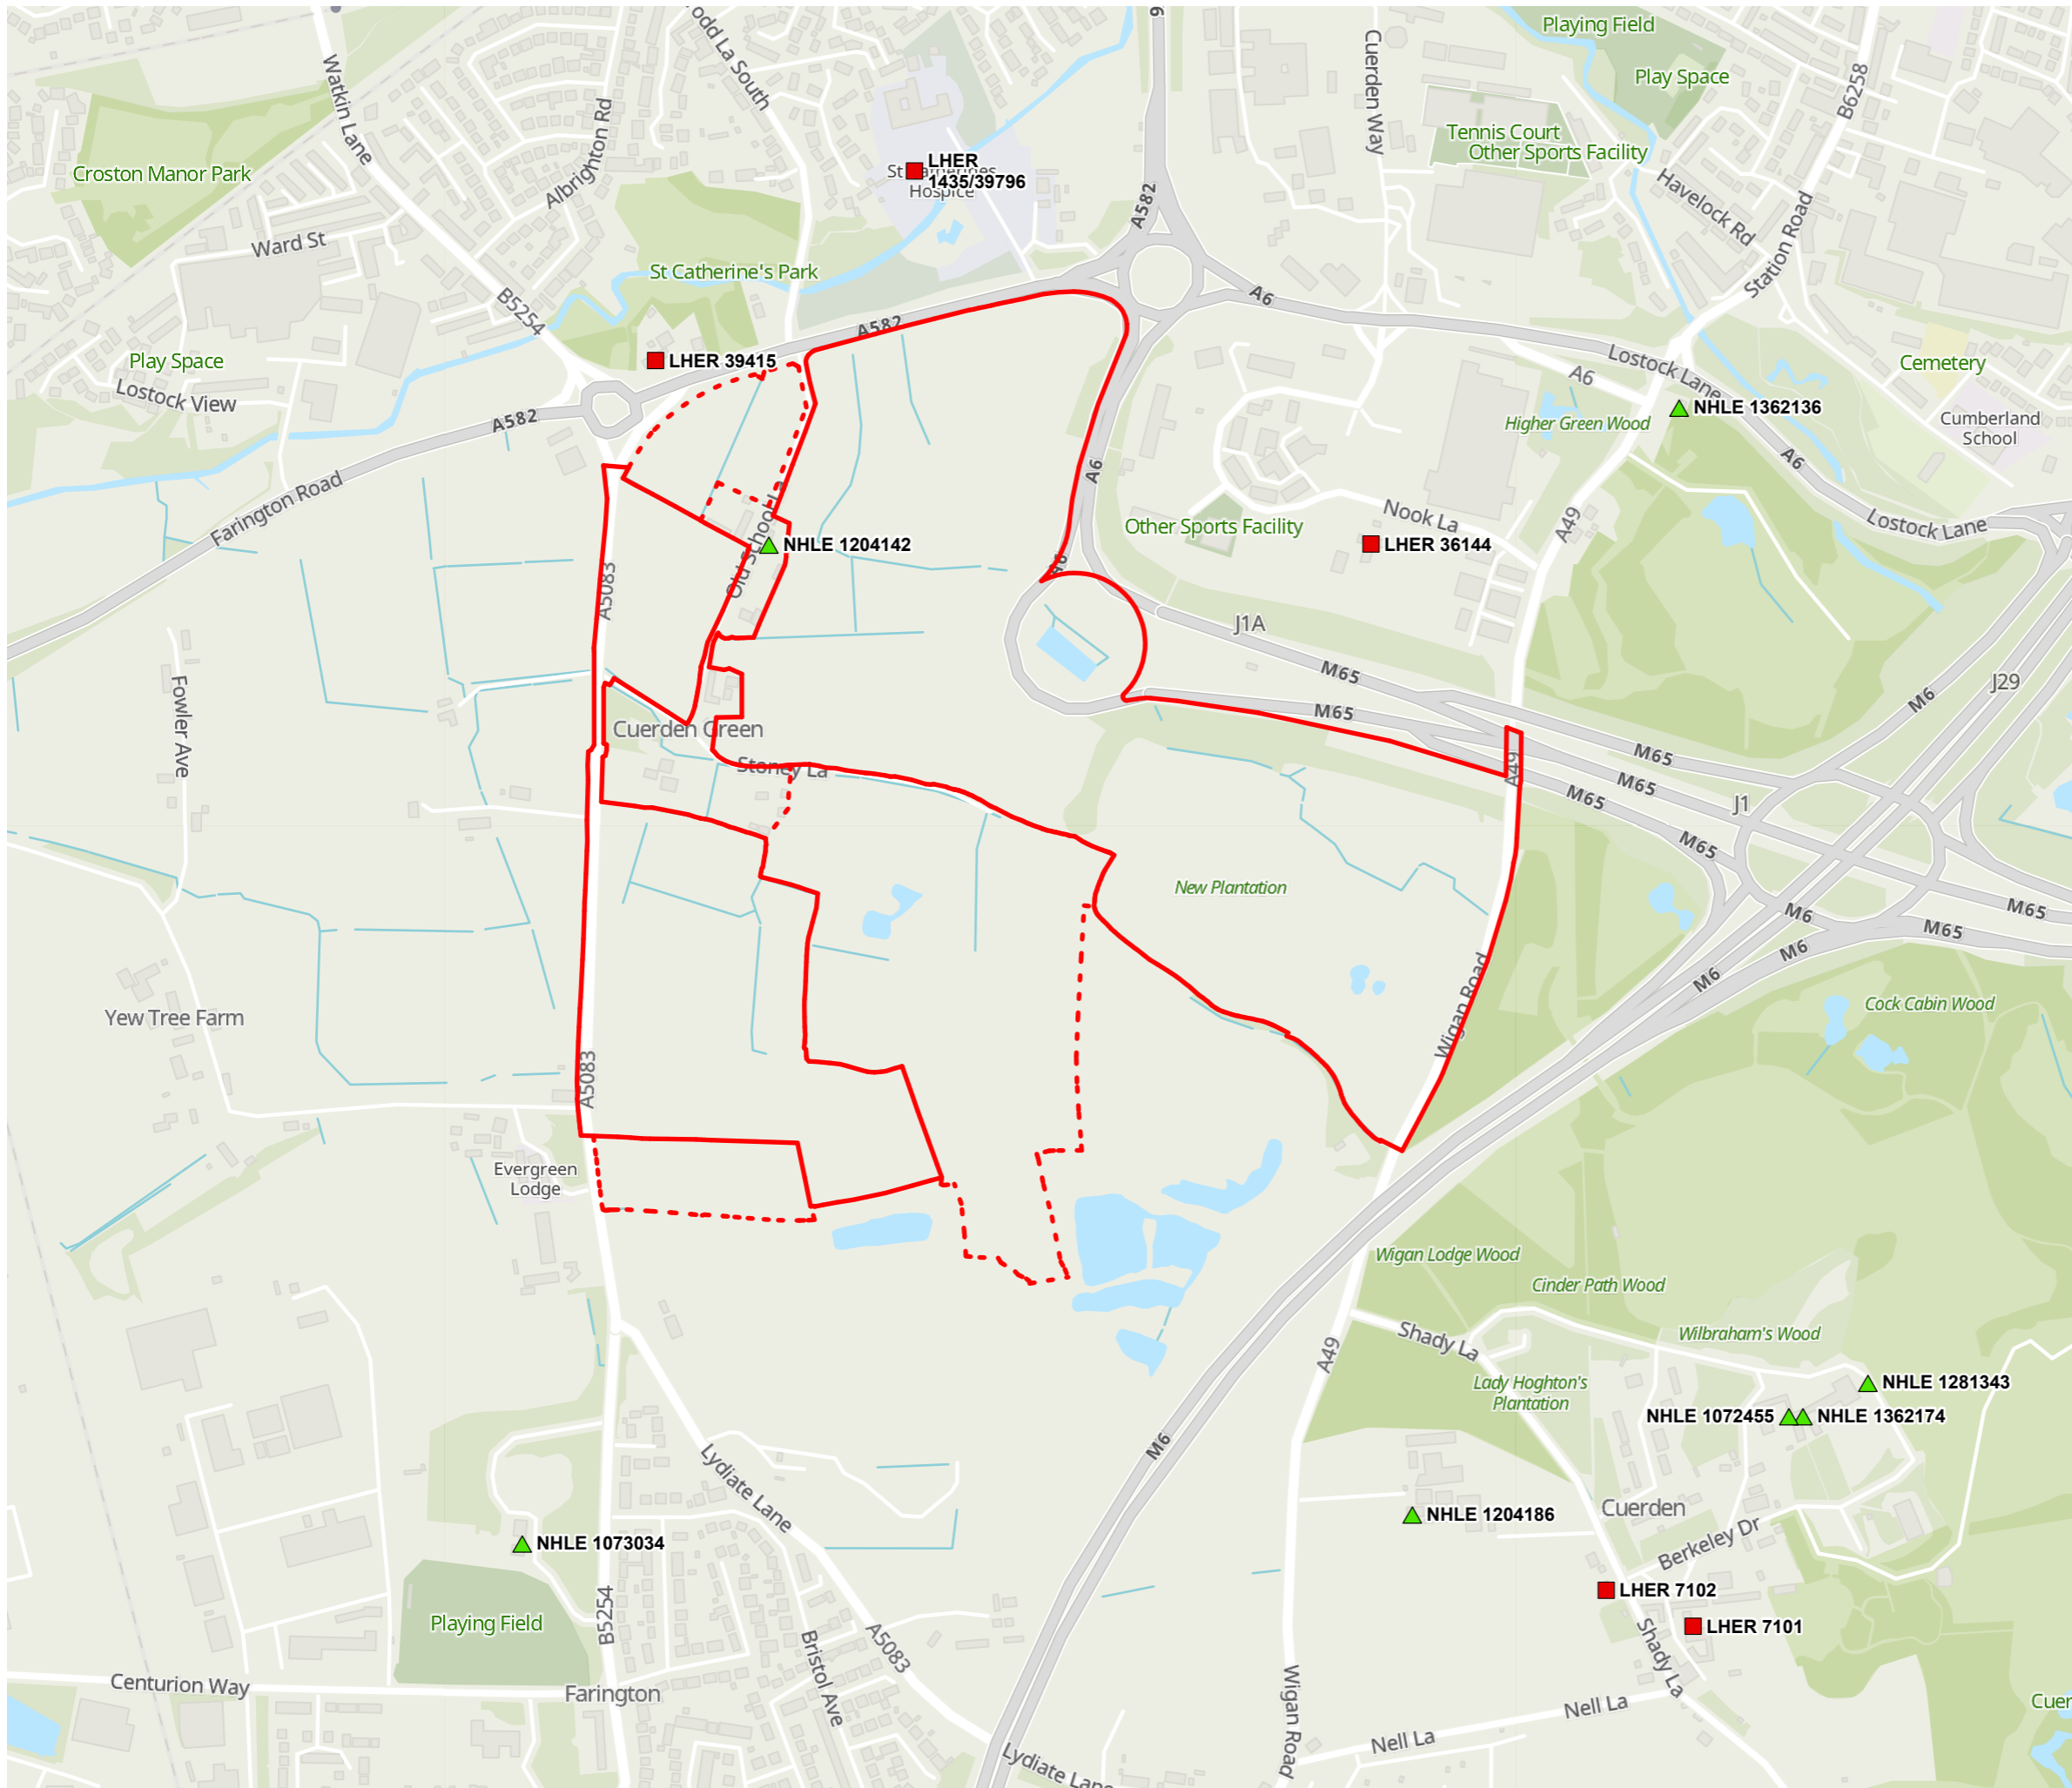 Playing Field
Play Space
B6258
Cuerden Way
Watkin Lane
odd La South
Albrighton Rd
Croston Manor Park
Ward St
LHER
1435/39796
St Catherines
Hospice
Tennis Court
Other Sports Facility
Havelock Rd
Station Road
A582
St Catherine's Park
B5254
A6
A582
Play Space
Lostock View
LHER 39415
Lostock Lane
A6
Cemetery
NHLE 1362136
Higher Green Wood
Cumberland
School
A582
A6
A6
Farington Road
Old School La
NHLE 1204142
Other Sports Facility
Nook La
LHER 36144
A49
Lostock Lane
A6
A5083
J1A
M65
Fowler Ave
Cuerden Green
M65
M6
J29
Stoney La
A49
M65
M65
M65
J1
M65
New Plantation
M6
M65
M65
M6
M6
Yew Tree Farm
Wigan Road
Cock Cabin Wood
A5083
Evergreen
Lodge
Wigan Lodge Wood
Cinder Path Wood
Shady La
A49
Wilbraham's Wood
Lady Hoghton's
Plantation
NHLE 1281343
NHLE 1072455
NHLE 1362174
M6
Lydiate Lane
NHLE 1204186
Cuerden
Berkeley Dr
NHLE 1073034
LHER 7102
LHER 7101
Playing Field
B5254
Bristol Ave
A5083
Shady La
Centurion Way
Farington
Wigan Road
Nell La
Nell La
Cuer
Lydiate Lane